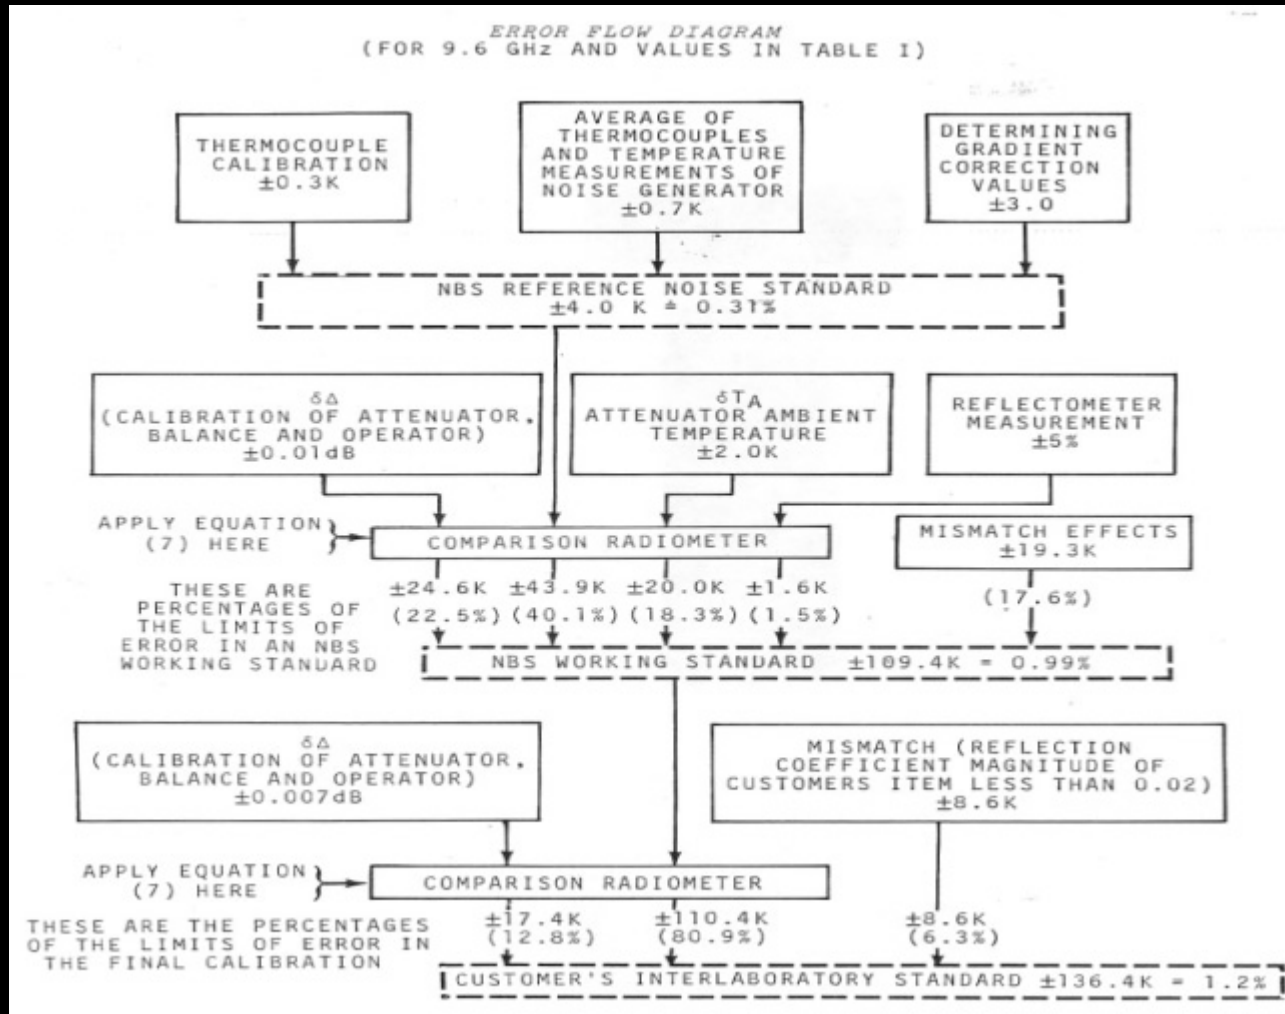 ERROR FLOW DIAGRAM
(FOR 9.6 GHz AND VALUES IN TABLE I)
THERMOCOUPLE
CALIBRATION
±0.3K
AVERAGE OF
THERMOCOUPLES
AND TEMPERATURE
MEASUREMENTS OF
NOISE GENERATOR
±0.7K
DETERMINING
GRADIENT
CORRECTION
VALUES
±3.0
NBS REFERENCE NOISE STANDARD
±4.0 K ≙ 0.31%
δΔ
(CALIBRATION OF ATTENUATOR,
BALANCE AND OPERATOR)
±0.01dB
δTA
ATTENUATOR AMBIENT
TEMPERATURE
±2.0K
REFLECTOMETER
MEASUREMENT
±5%
APPLY EQUATION
(7) HERE
COMPARISON RADIOMETER
MISMATCH EFFECTS
±19.3K
THESE ARE
PERCENTAGES OF
THE LIMITS OF
ERROR IN AN NBS
WORKING STANDARD
±24.6K ±43.9K ±20.0K ±1.6K
(22.5%) (40.1%) (18.3%) (1.5%)
(17.6%)
NBS WORKING STANDARD ±109.4K = 0.99%
δΔ
(CALIBRATION OF ATTENUATOR,
BALANCE AND OPERATOR)
±0.007dB
MISMATCH (REFLECTION
COEFFICIENT MAGNITUDE OF
CUSTOMERS ITEM LESS THAN 0.02)
±8.6K
APPLY EQUATION
(7) HERE
COMPARISON RADIOMETER
THESE ARE THE PERCENTAGES
OF THE LIMITS OF ERROR IN
THE FINAL CALIBRATION
±17.4K ±110.4K ±8.6K
(12.8%) (80.9%) (6.3%)
CUSTOMER'S INTERLABORATORY STANDARD ±136.4K = 1.2%